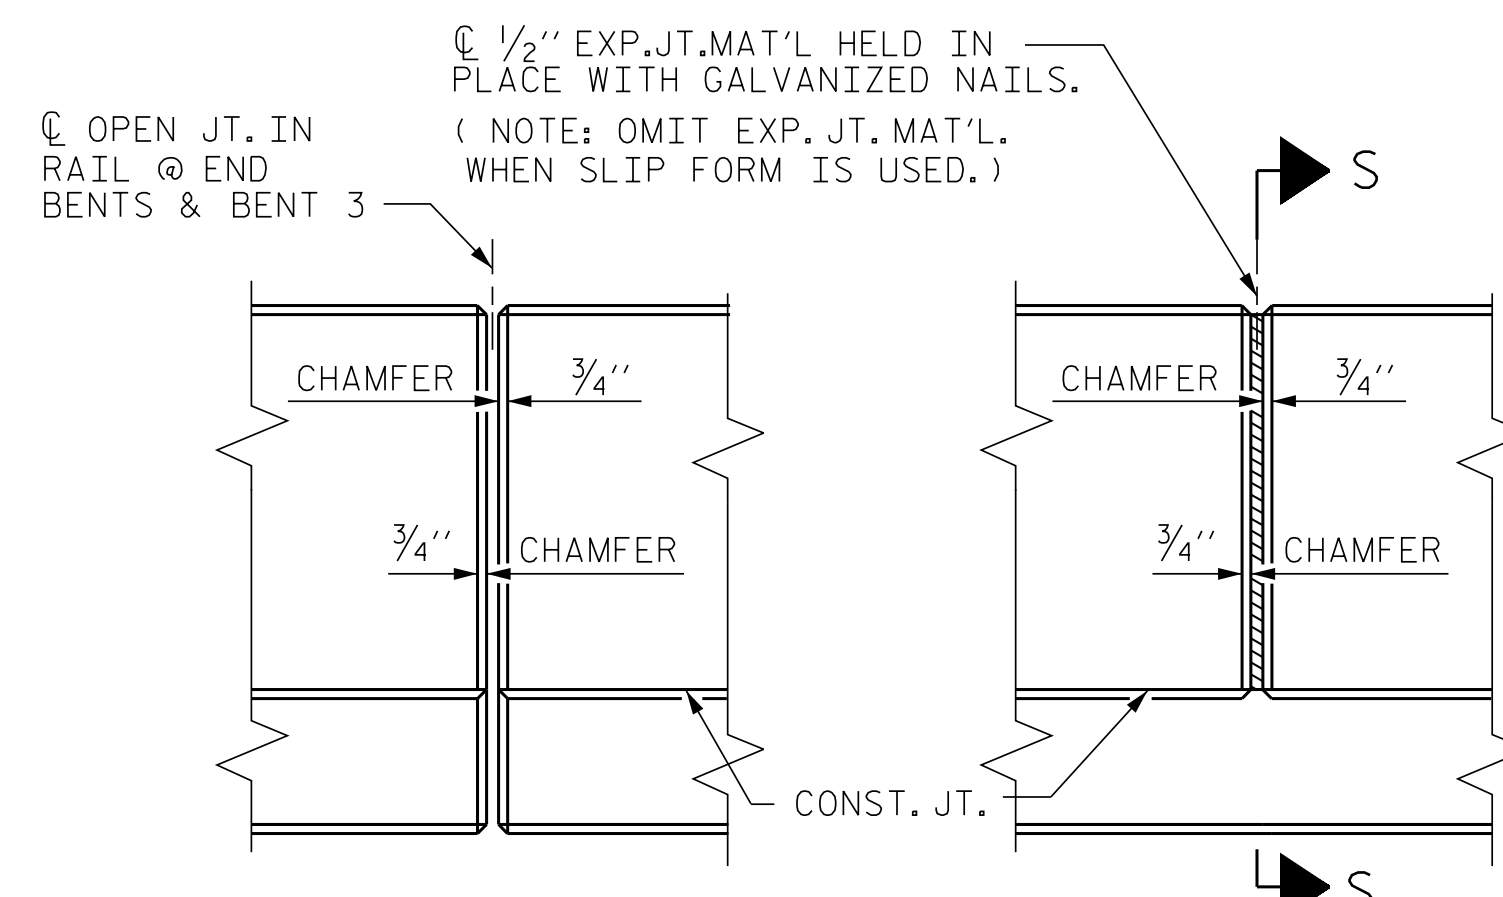 ℄ OPEN JT. IN
RAIL @ END
BENTS & BENT 3
℄ 1/2'' EXP. JT. MAT'L HELD IN
PLACE WITH GALVANIZED NAILS.
( NOTE: OMIT EXP. JT. MAT'L.
WHEN SLIP FORM IS USED. )
S
CHAMFER
3/4''
CHAMFER
3/4''
3/4''
CHAMFER
3/4''
CHAMFER
CONST. JT.
S